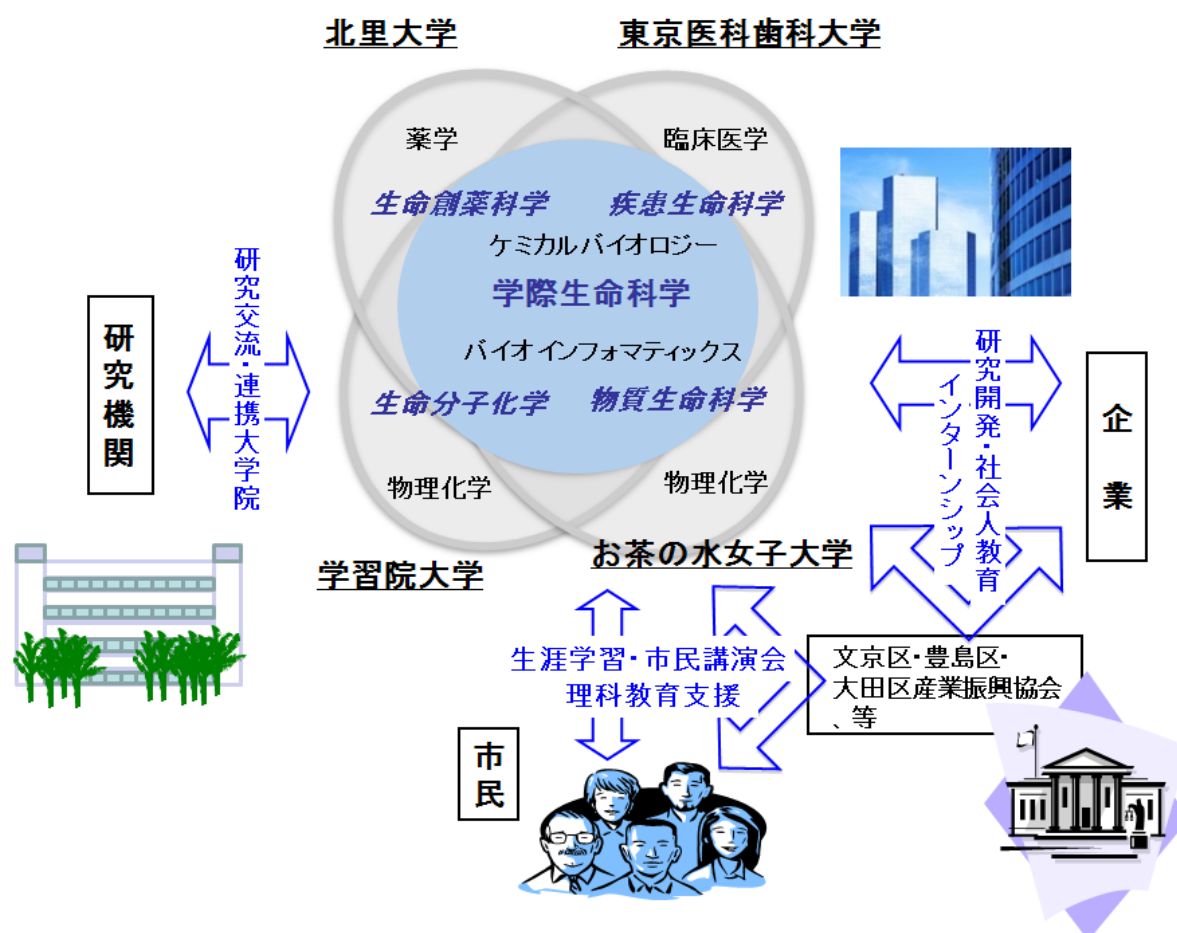 北里大学
東京医科歯科大学
薬学
臨床医学
生命創薬科学
疾患生命科学
ケミカルバイオロジー
学際生命科学
バイオインフォマティックス
生命分子化学
物質生命科学
物理化学
物理化学
学習院大学
お茶の水女子大学
研究機関
研究交流・連携大学院
研究開発・社会人教育
インターンシップ
企業
生涯学習・市民講演会
理科教育支援
文京区・豊島区・
大田区産業振興協会
、等
市民